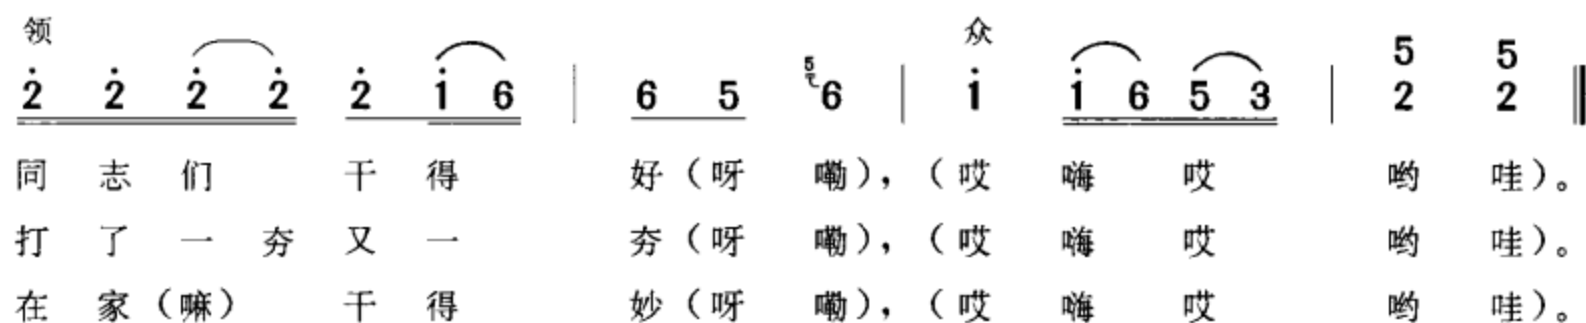 领 众
5 5 5
2 2 2 2 2 1 6 6 5 6 1 1 6 5 3 2 2
同 志 们 干 得 好（呀 嘞），（哎 嗨 哎 哟 哇）。
打 了 一 夯 又 一 夯（呀 嘞），（哎 嗨 哎 哟 哇）。
在 家（嘛） 干 得 妙（呀 嘞），（哎 嗨 哎 哟 哇）。